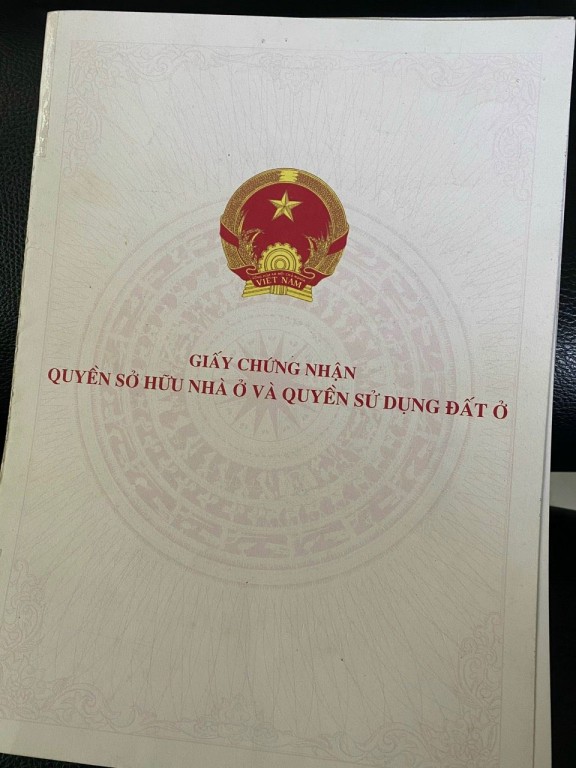 VIỆT NAM
GIẤY CHỨNG NHẬN
QUYỀN SỞ HỮU NHÀ Ở VÀ QUYỀN SỬ DỤNG ĐẤT Ở